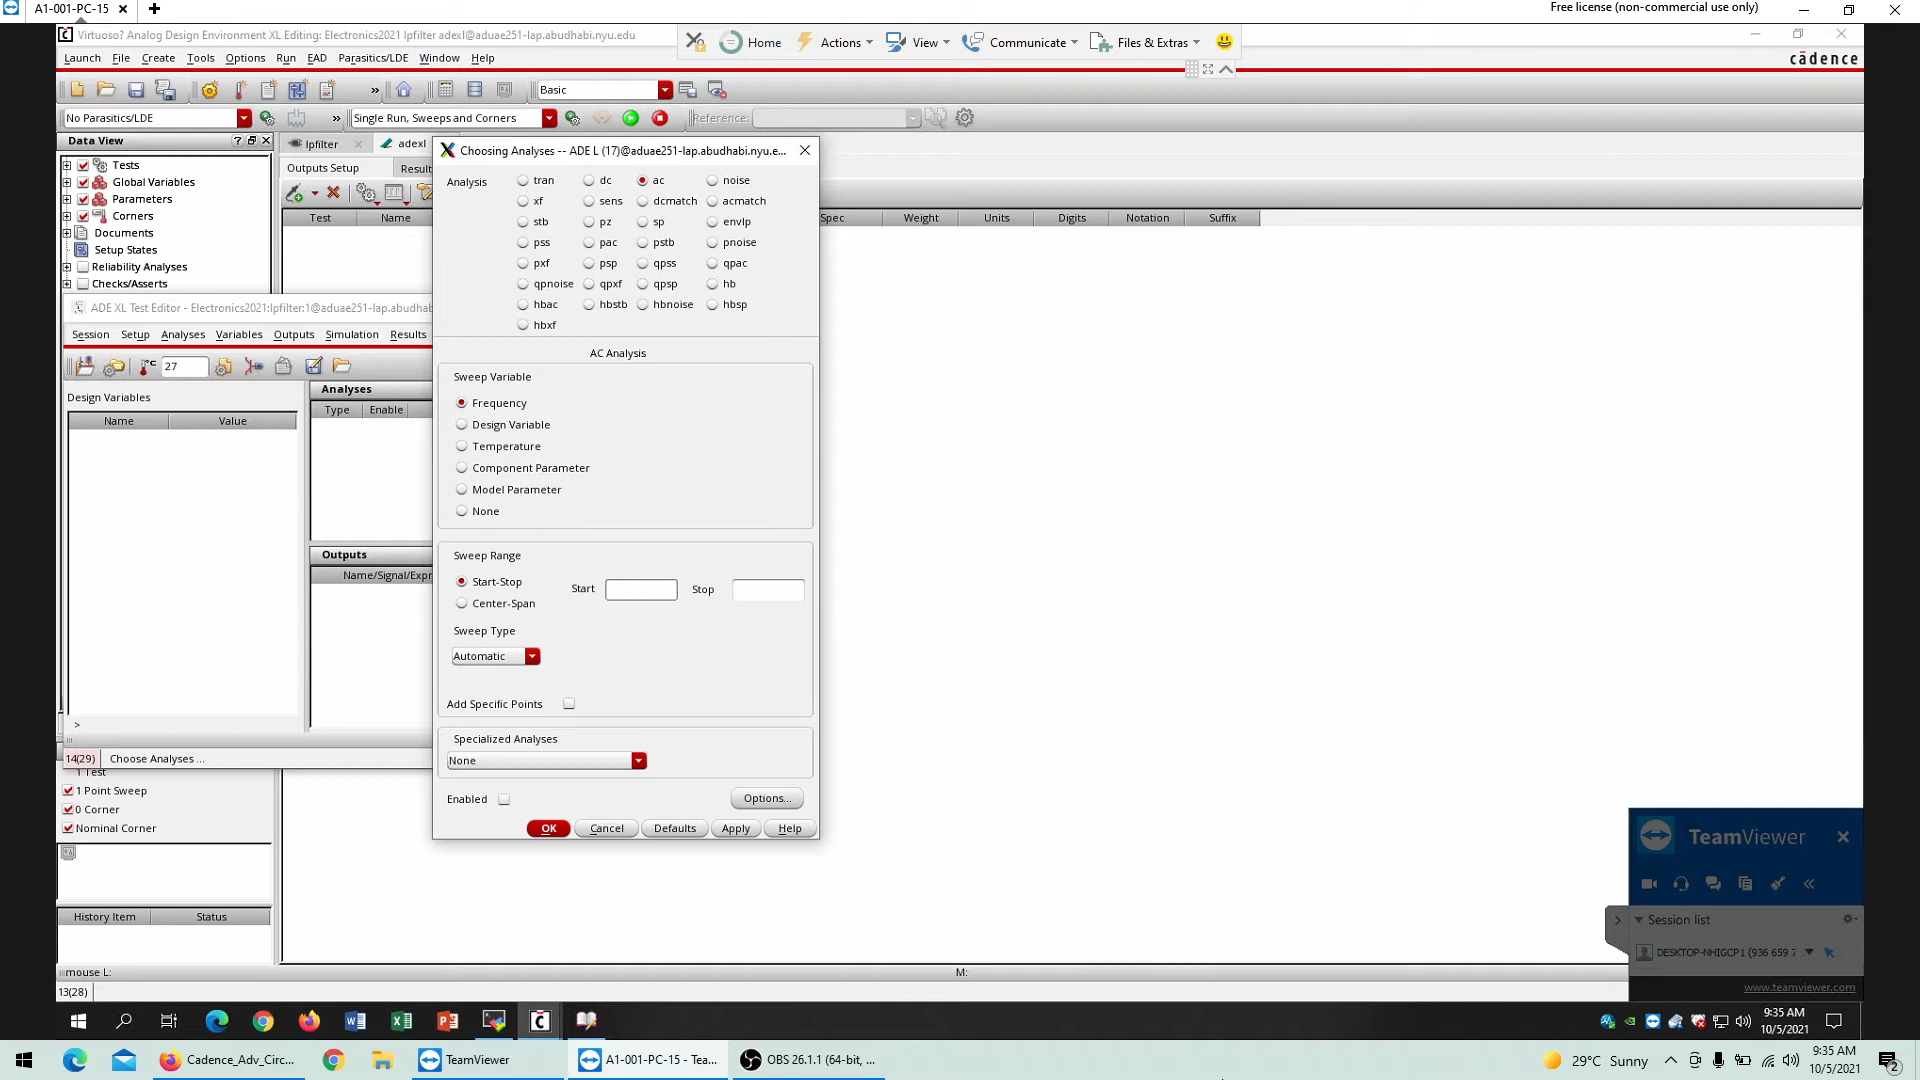 A1-001-PC-15
Free license (non-commercial use only)
Virtuoso? Analog Design Environment XL Editing: Electronics2021 lpfilter adexl@aduae251-lap.abudhabi.nyu.edu
Home Actions View Communicate Files & Extras
Launch File Create Tools Options Run EAD Parasitics/LDE Window Help
cādence
Basic
No Parasitics/LDE
Single Run, Sweeps and Corners
Reference:
Data View
lpfilter
adexl
Outputs Setup
Result
Tests
Global Variables
Parameters
Corners
Documents
Setup States
Reliability Analyses
Checks/Asserts
Test Name Spec Weight Units Digits Notation Suffix
Choosing Analyses -- ADE L (17)@aduae251-lap.abudhabi.nyu.e...
Analysis
tran dc ac noise
xf sens dcmatch acmatch
stb pz sp envlp
pss pac pstb pnoise
pxf psp qpss qpac
qpnoise qpxf qpsp hb
hbac hbstb hbnoise hbsp
hbxf
AC Analysis
Sweep Variable
Frequency
Design Variable
Temperature
Component Parameter
Model Parameter
None
Sweep Range
Start-Stop
Start
Stop
Center-Span
Sweep Type
Automatic
Add Specific Points
Specialized Analyses
None
Enabled
Options...
OK Cancel Defaults Apply Help
ADE XL Test Editor - Electronics2021:lpfilter:1@aduae251-lap.abudhab
Session Setup Analyses Variables Outputs Simulation Results
°C 27
Design Variables
Name Value
Analyses
Type Enable
Outputs
Name/Signal/Expr
>
14(29) Choose Analyses ...
1 Test
1 Point Sweep
0 Corner
Nominal Corner
History Item Status
mouse L:
M:
13(28)
TeamViewer
Session list
DESKTOP-NHIGCP1 (936 659 7
www.teamviewer.com
9:35 AM
10/5/2021
Cadence_Adv_Circ...
TeamViewer
A1-001-PC-15 - Tea...
OBS 26.1.1 (64-bit, ...
29°C Sunny
9:35 AM
10/5/2021
2